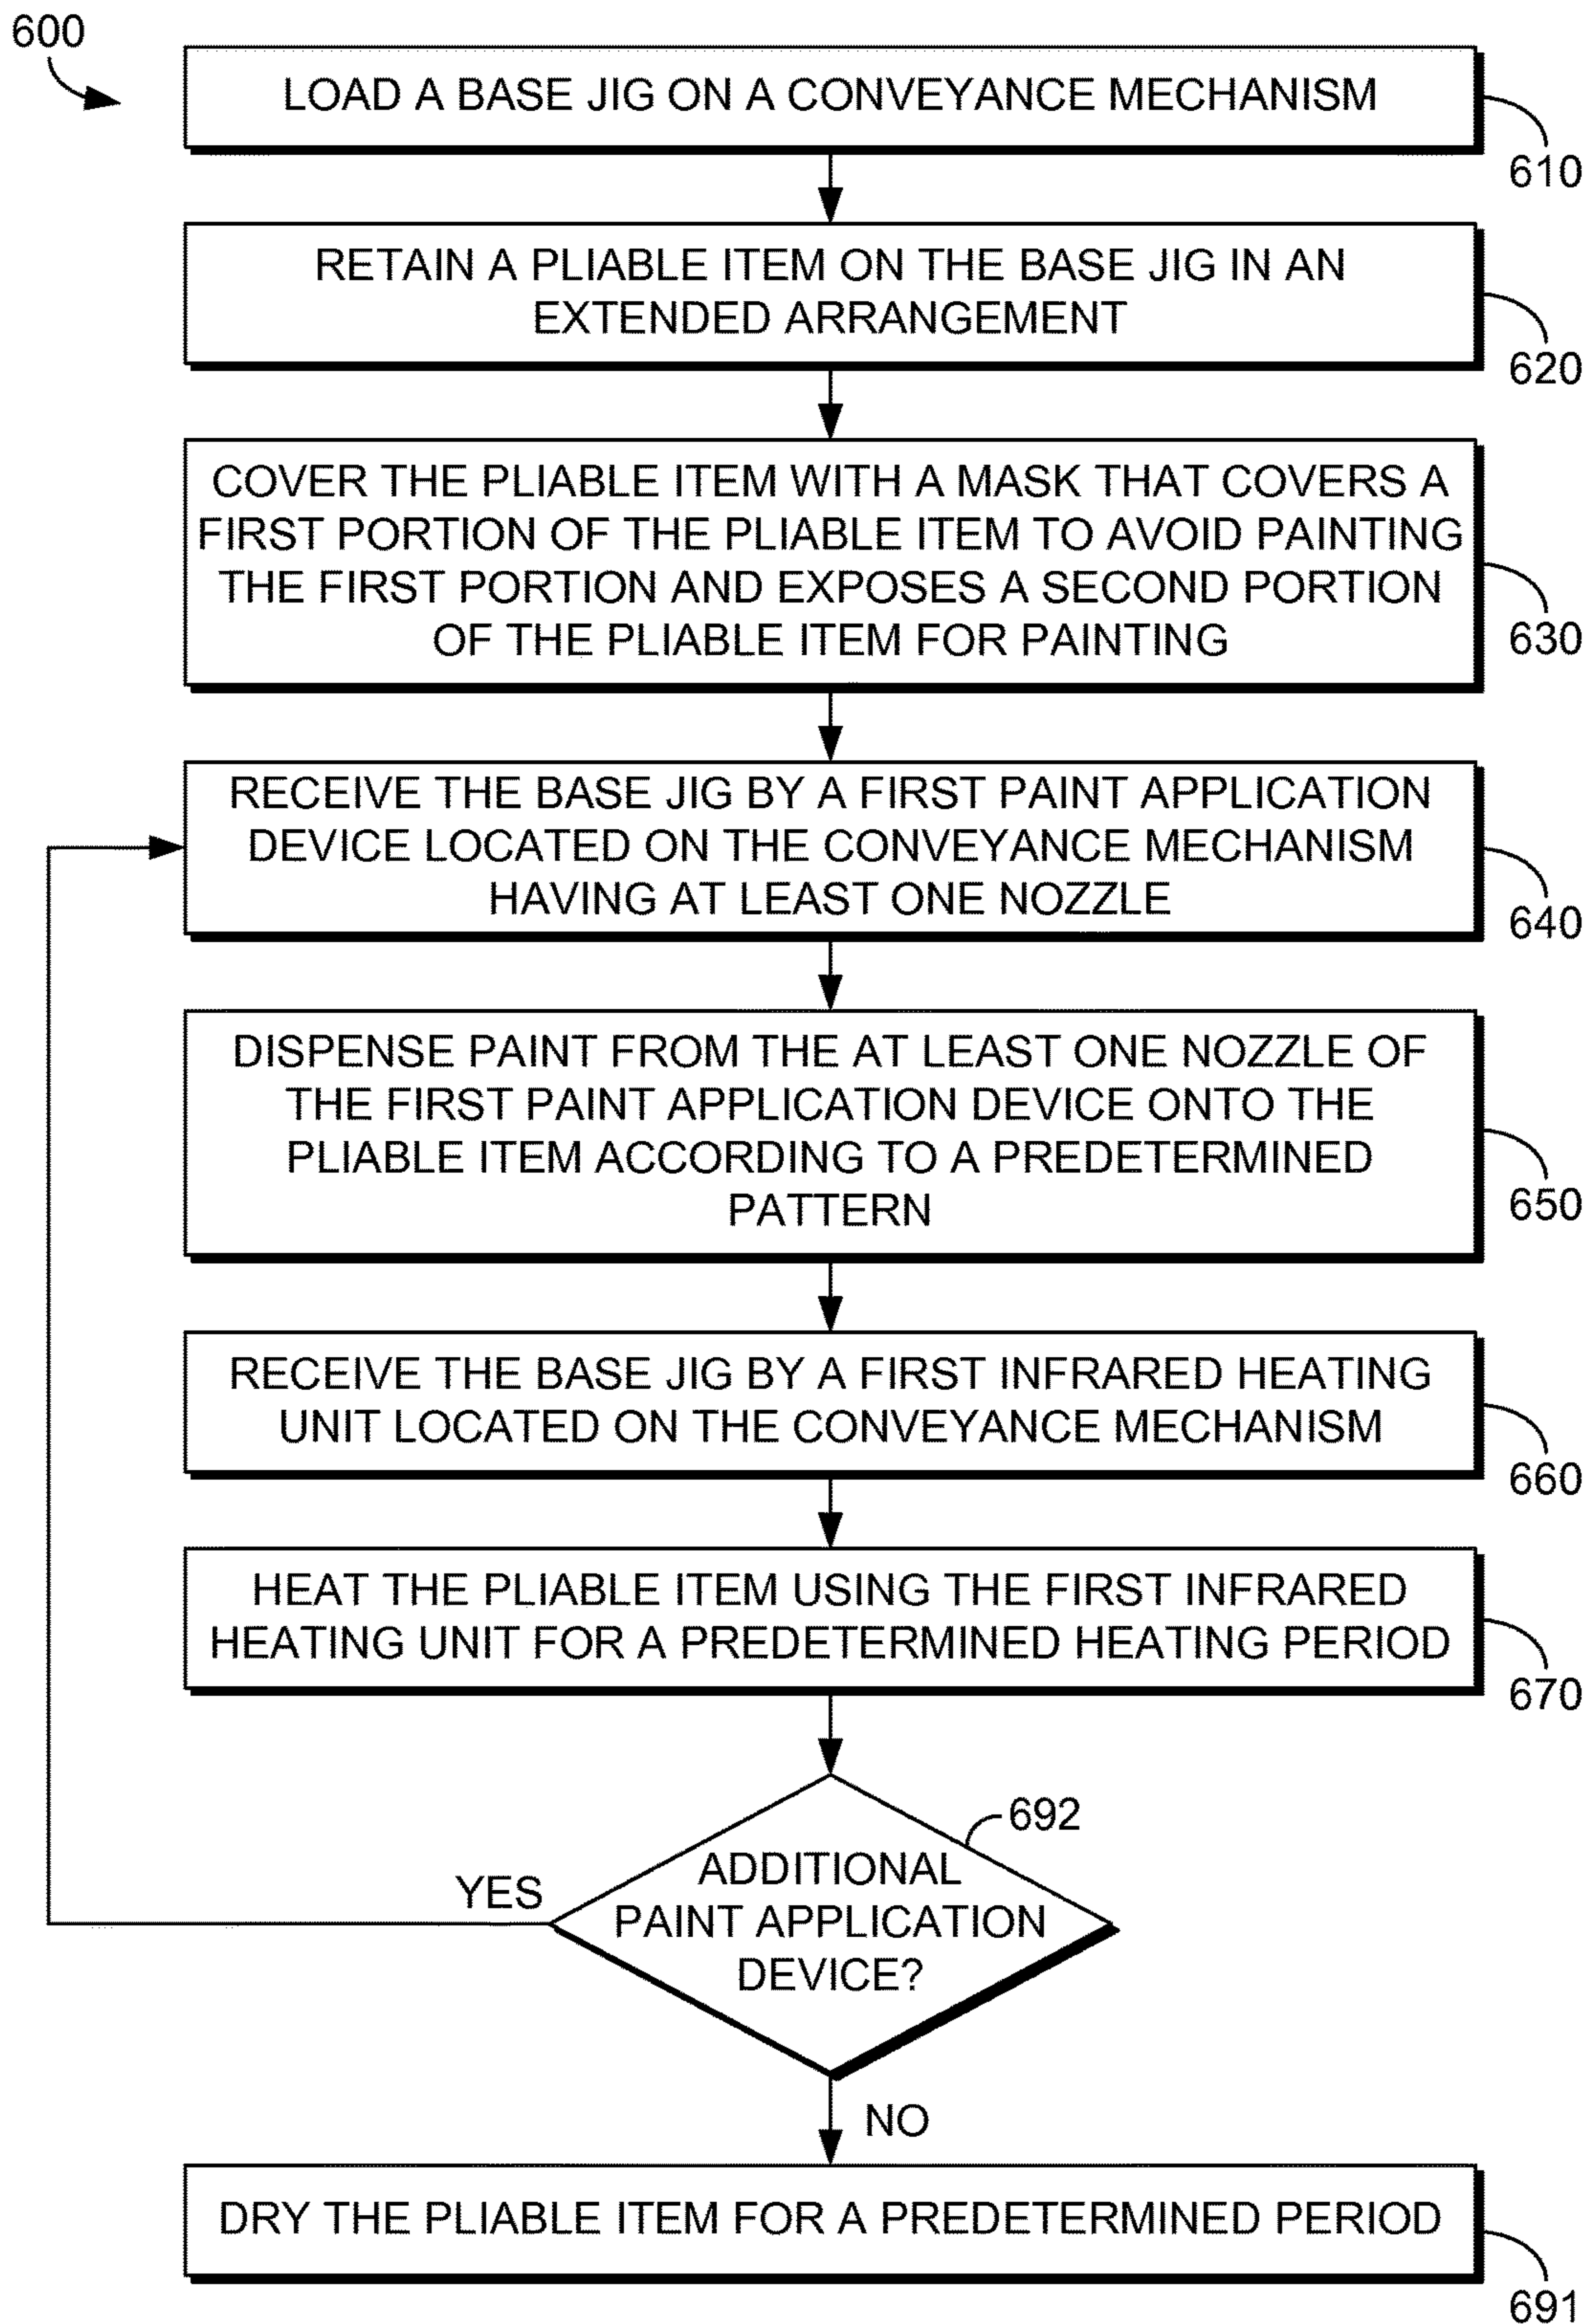 600
LOAD A BASE JIG ON A CONVEYANCE MECHANISM
610
RETAIN A PLIABLE ITEM ON THE BASE JIG IN AN
EXTENDED ARRANGEMENT
620
COVER THE PLIABLE ITEM WITH A MASK THAT COVERS A
FIRST PORTION OF THE PLIABLE ITEM TO AVOID PAINTING
THE FIRST PORTION AND EXPOSES A SECOND PORTION
OF THE PLIABLE ITEM FOR PAINTING
630
RECEIVE THE BASE JIG BY A FIRST PAINT APPLICATION
DEVICE LOCATED ON THE CONVEYANCE MECHANISM
HAVING AT LEAST ONE NOZZLE
640
DISPENSE PAINT FROM THE AT LEAST ONE NOZZLE OF
THE FIRST PAINT APPLICATION DEVICE ONTO THE
PLIABLE ITEM ACCORDING TO A PREDETERMINED
PATTERN
650
RECEIVE THE BASE JIG BY A FIRST INFRARED HEATING
UNIT LOCATED ON THE CONVEYANCE MECHANISM
660
HEAT THE PLIABLE ITEM USING THE FIRST INFRARED
HEATING UNIT FOR A PREDETERMINED HEATING PERIOD
670
692
ADDITIONAL
PAINT APPLICATION
DEVICE?
YES
NO
DRY THE PLIABLE ITEM FOR A PREDETERMINED PERIOD
691